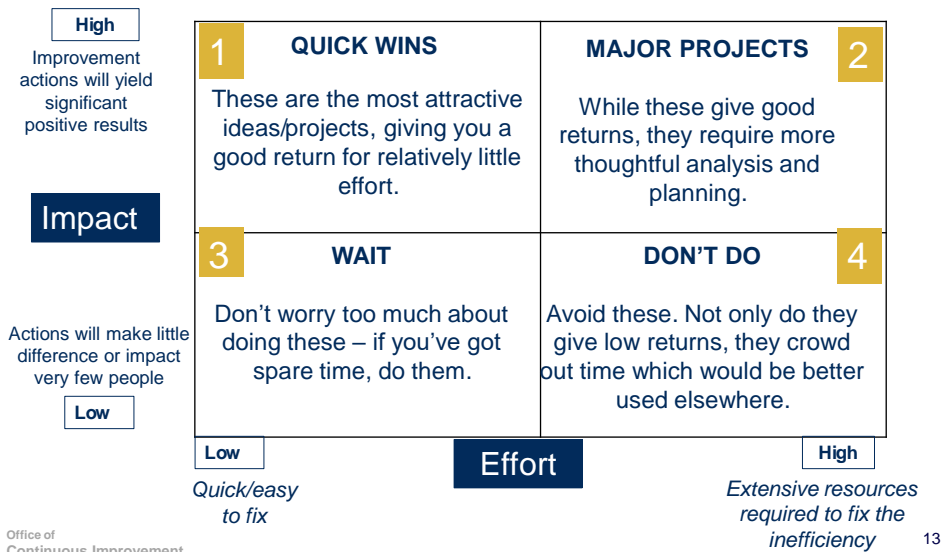 High
Improvement
actions will yield
significant
positive results
Impact
Actions will make little
difference or impact
very few people
Low
1
QUICK WINS
These are the most attractive
ideas/projects, giving you a
good return for relatively little
effort.
MAJOR PROJECTS
2
While these give good
returns, they require more
thoughtful analysis and
planning.
3
WAIT
Don’t worry too much about
doing these – if you’ve got
spare time, do them.
DON’T DO
4
Avoid these. Not only do they
give low returns, they crowd
out time which would be better
used elsewhere.
Low
Quick/easy
to fix
Effort
High
Extensive resources
required to fix the
inefficiency
Office of
Continuous Improvement
13